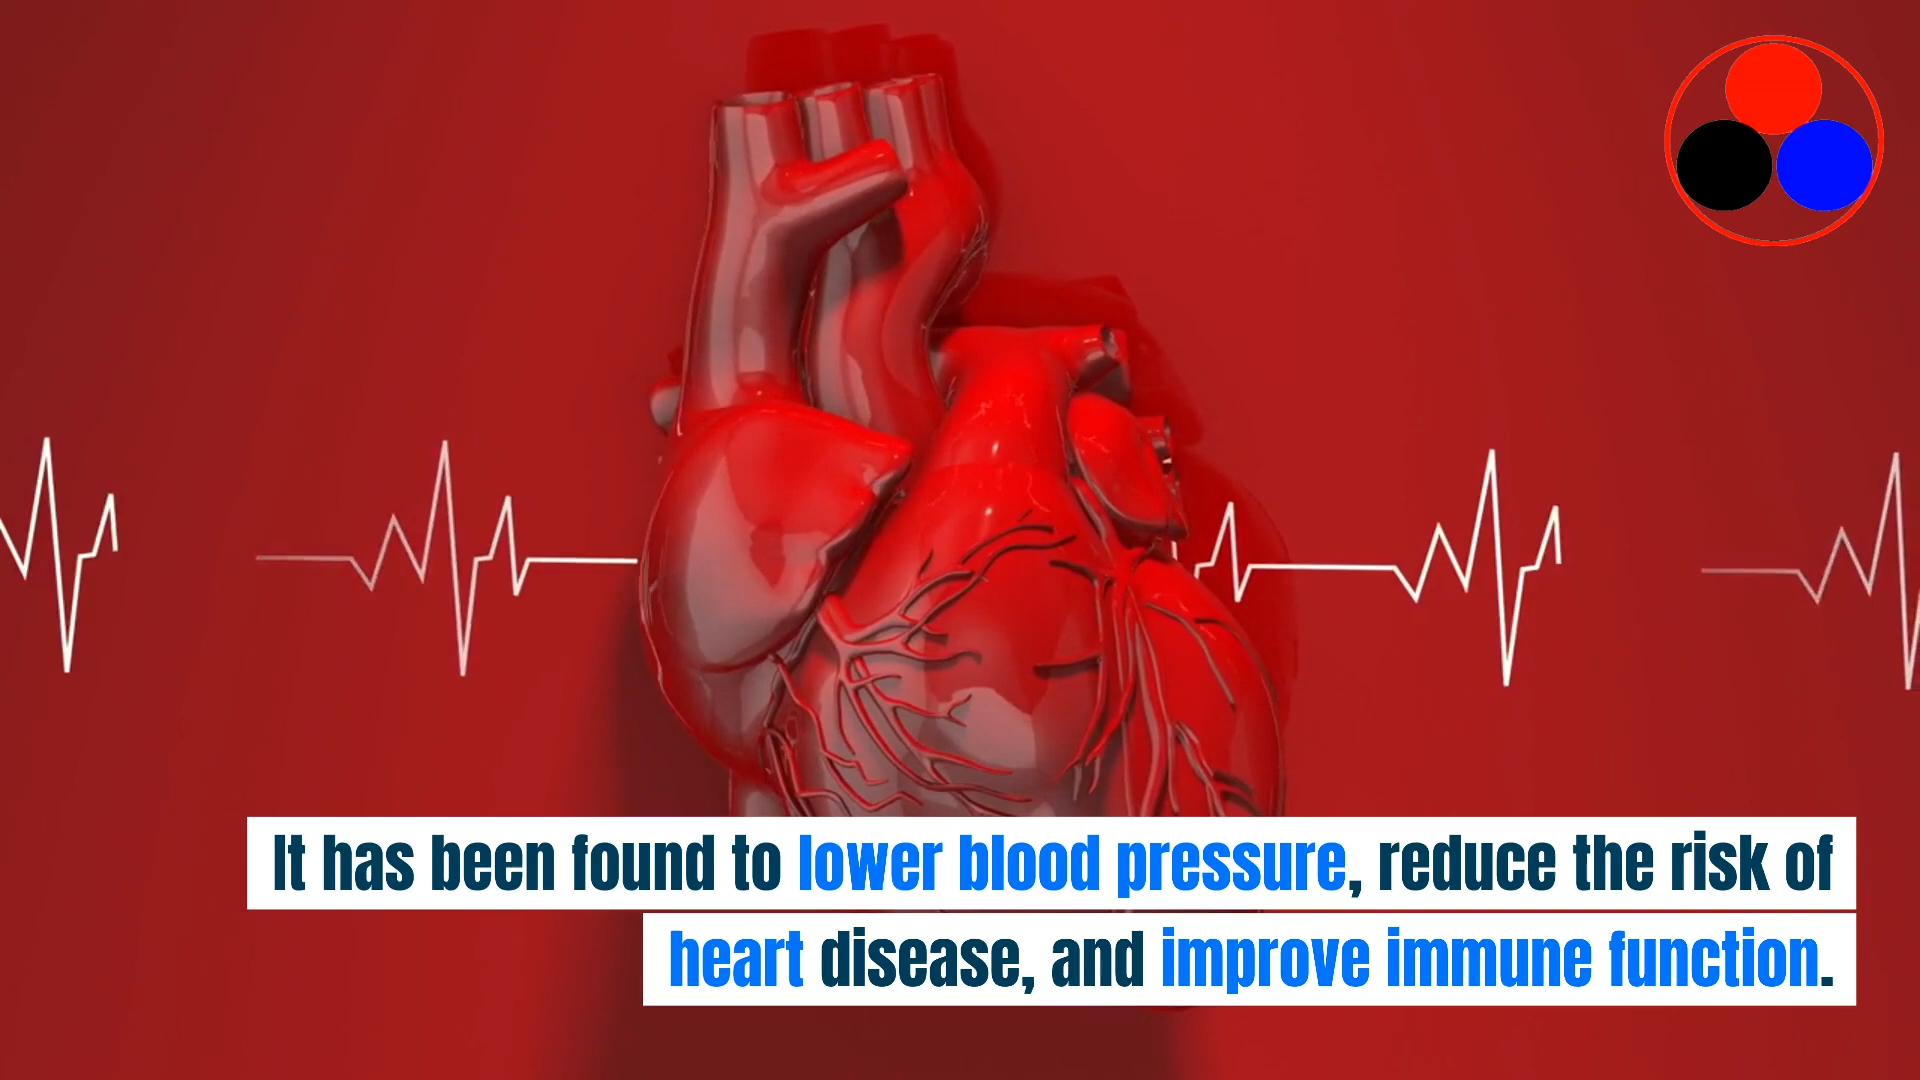 It has been found to lower blood pressure, reduce the risk of
heart disease, and improve immune function.